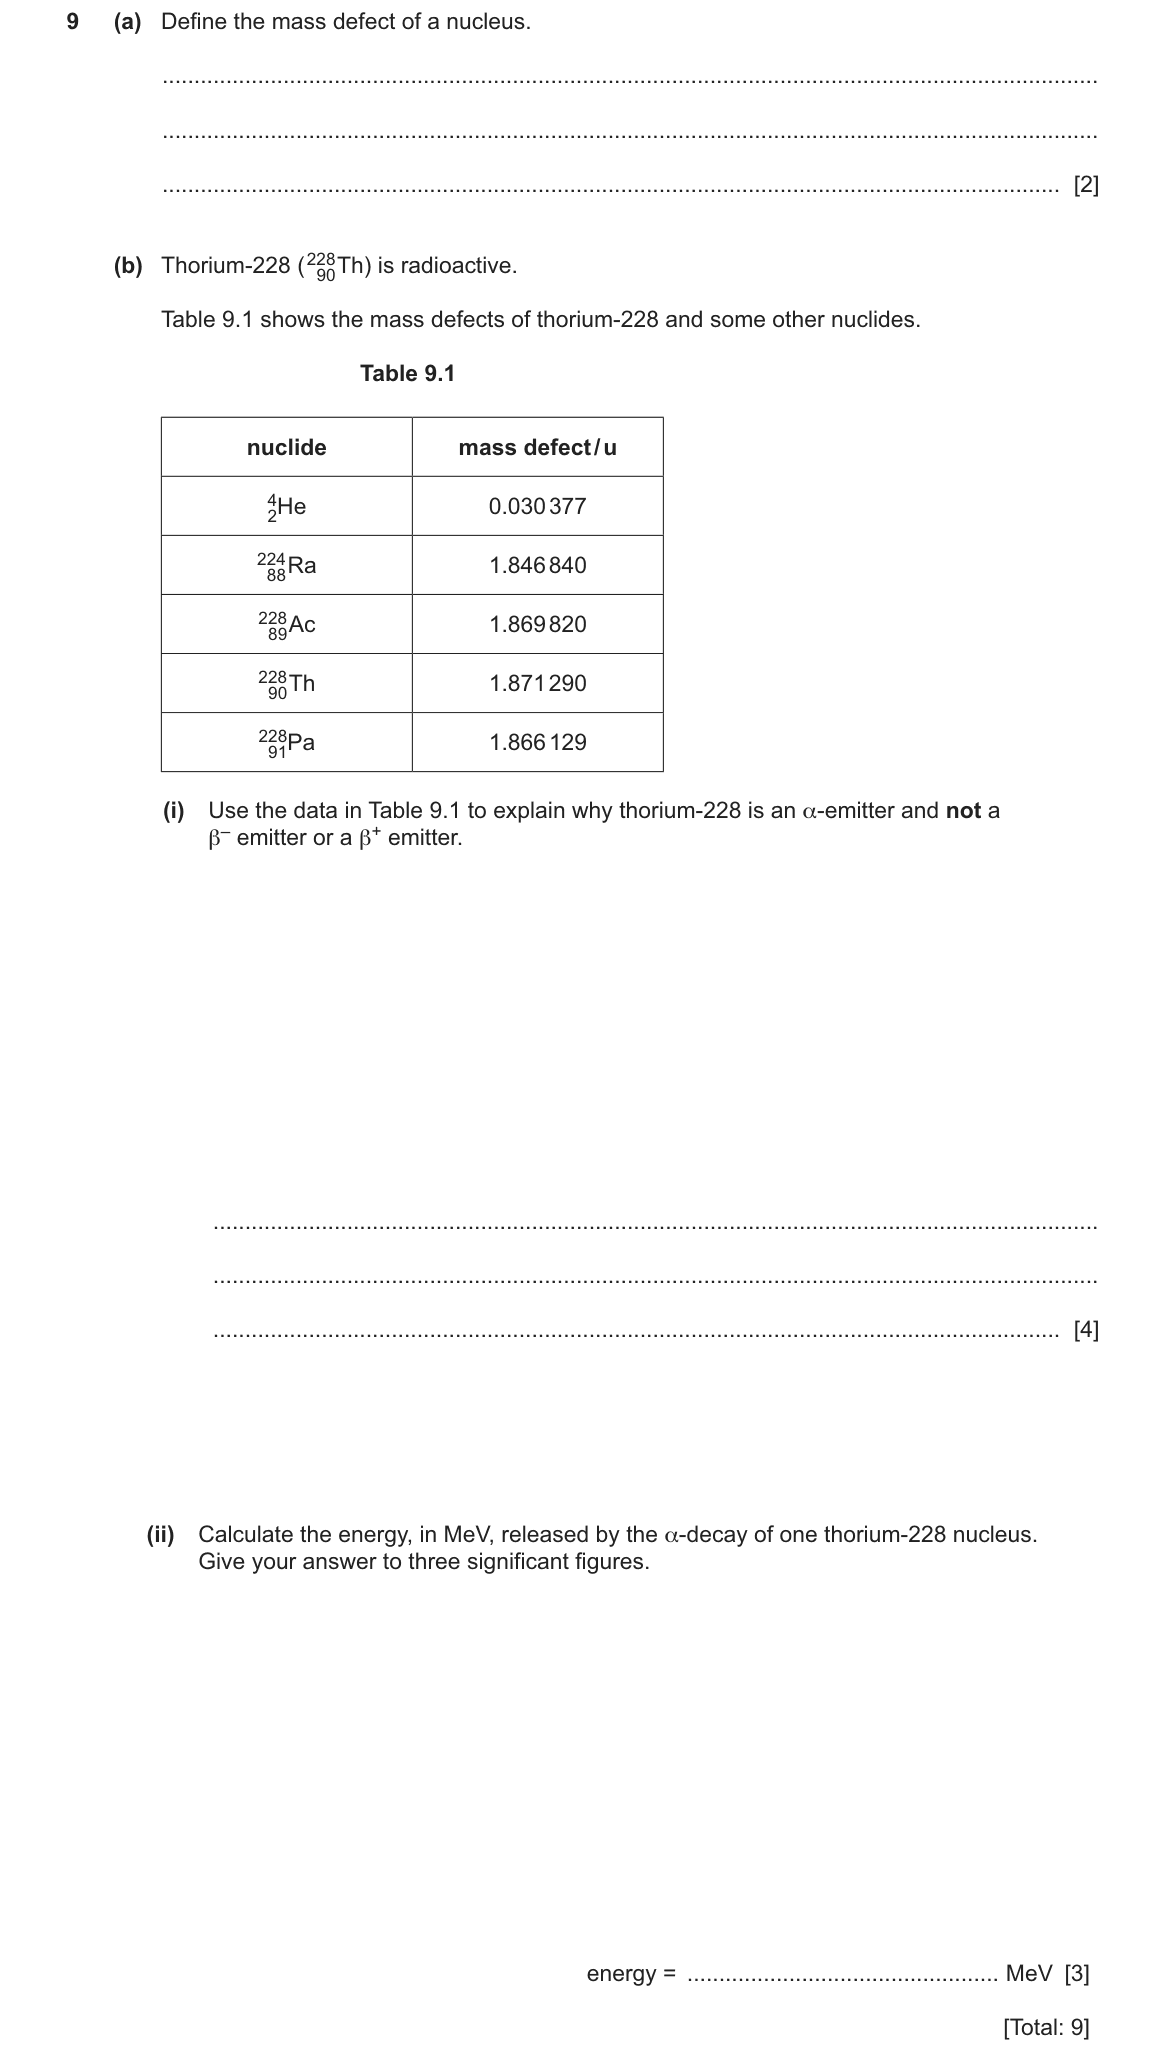 9 (a) Define the mass defect of a nucleus.
..........................................................................................................................................
..........................................................................................................................................
.................................................................................................................................... [2]
(b) Thorium-228 (²²⁸₉₀Th) is radioactive.
Table 9.1 shows the mass defects of thorium-228 and some other nuclides.
Table 9.1
nuclide mass defect / u
⁴₂He 0.030 377
²²⁴₈₈Ra 1.846 840
²²⁸₈₉Ac 1.869 820
²²⁸₉₀Th 1.871 290
²²⁸₉₁Pa 1.866 129
(i) Use the data in Table 9.1 to explain why thorium-228 is an α-emitter and not a
β⁻ emitter or a β⁺ emitter.
..........................................................................................................................................
..........................................................................................................................................
.................................................................................................................................... [4]
(ii) Calculate the energy, in MeV, released by the α-decay of one thorium-228 nucleus.
Give your answer to three significant figures.
energy = ................................................. MeV [3]
[Total: 9]